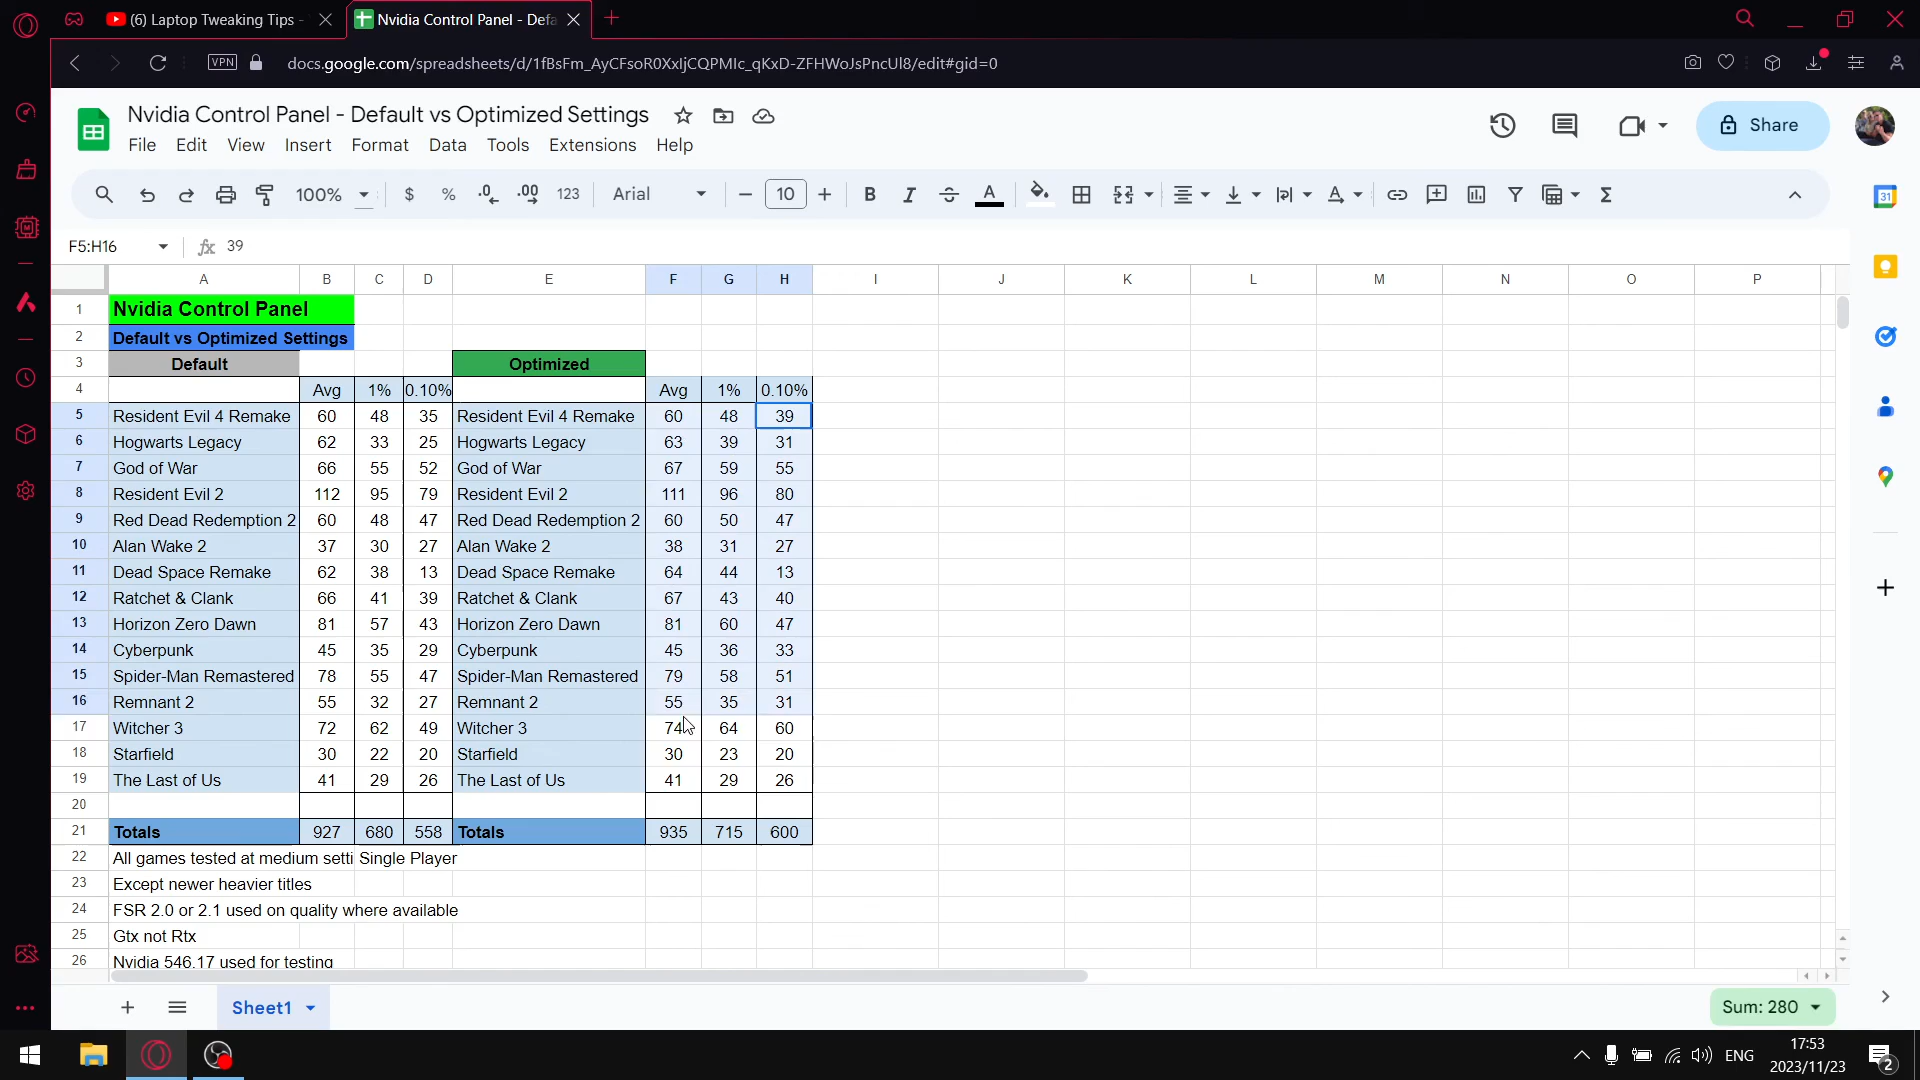 (6) Laptop Tweaking Tips -
Nvidia Control Panel - Defa
VPN
docs.google.com/spreadsheets/d/1fBsFm_AyCFsoR0XxIjCQPMIc_qKxD-ZFHWoJsPncUl8/edit#gid=0
Nvidia Control Panel - Default vs Optimized Settings
File Edit View Insert Format Data Tools Extensions Help
Share
31
100% $ % .0 .00 123 Arial 10 B I A A Σ
F5:H16 fx 39
A B C D E F G H I J K L M N O P
1 Nvidia Control Panel
2 Default vs Optimized Settings
3 Default Optimized
4 Avg 1% 0.10% Avg 1% 0.10%
5 Resident Evil 4 Remake 60 48 35 Resident Evil 4 Remake 60 48 39
6 Hogwarts Legacy 62 33 25 Hogwarts Legacy 63 39 31
7 God of War 66 55 52 God of War 67 59 55
8 Resident Evil 2 112 95 79 Resident Evil 2 111 96 80
9 Red Dead Redemption 2 60 48 47 Red Dead Redemption 2 60 50 47
10 Alan Wake 2 37 30 27 Alan Wake 2 38 31 27
11 Dead Space Remake 62 38 13 Dead Space Remake 64 44 13
12 Ratchet & Clank 66 41 39 Ratchet & Clank 67 43 40
13 Horizon Zero Dawn 81 57 43 Horizon Zero Dawn 81 60 47
14 Cyberpunk 45 35 29 Cyberpunk 45 36 33
15 Spider-Man Remastered 78 55 47 Spider-Man Remastered 79 58 51
16 Remnant 2 55 32 27 Remnant 2 55 35 31
17 Witcher 3 72 62 49 Witcher 3 74 64 60
18 Starfield 30 22 20 Starfield 30 23 20
19 The Last of Us 41 29 26 The Last of Us 41 29 26
20
21 Totals 927 680 558 Totals 935 715 600
22 All games tested at medium setti Single Player
23 Except newer heavier titles
24 FSR 2.0 or 2.1 used on quality where available
25 Gtx not Rtx
26 Nvidia 546.17 used for testing
Sheet1
Sum: 280
ENG
17:53
2023/11/23
2